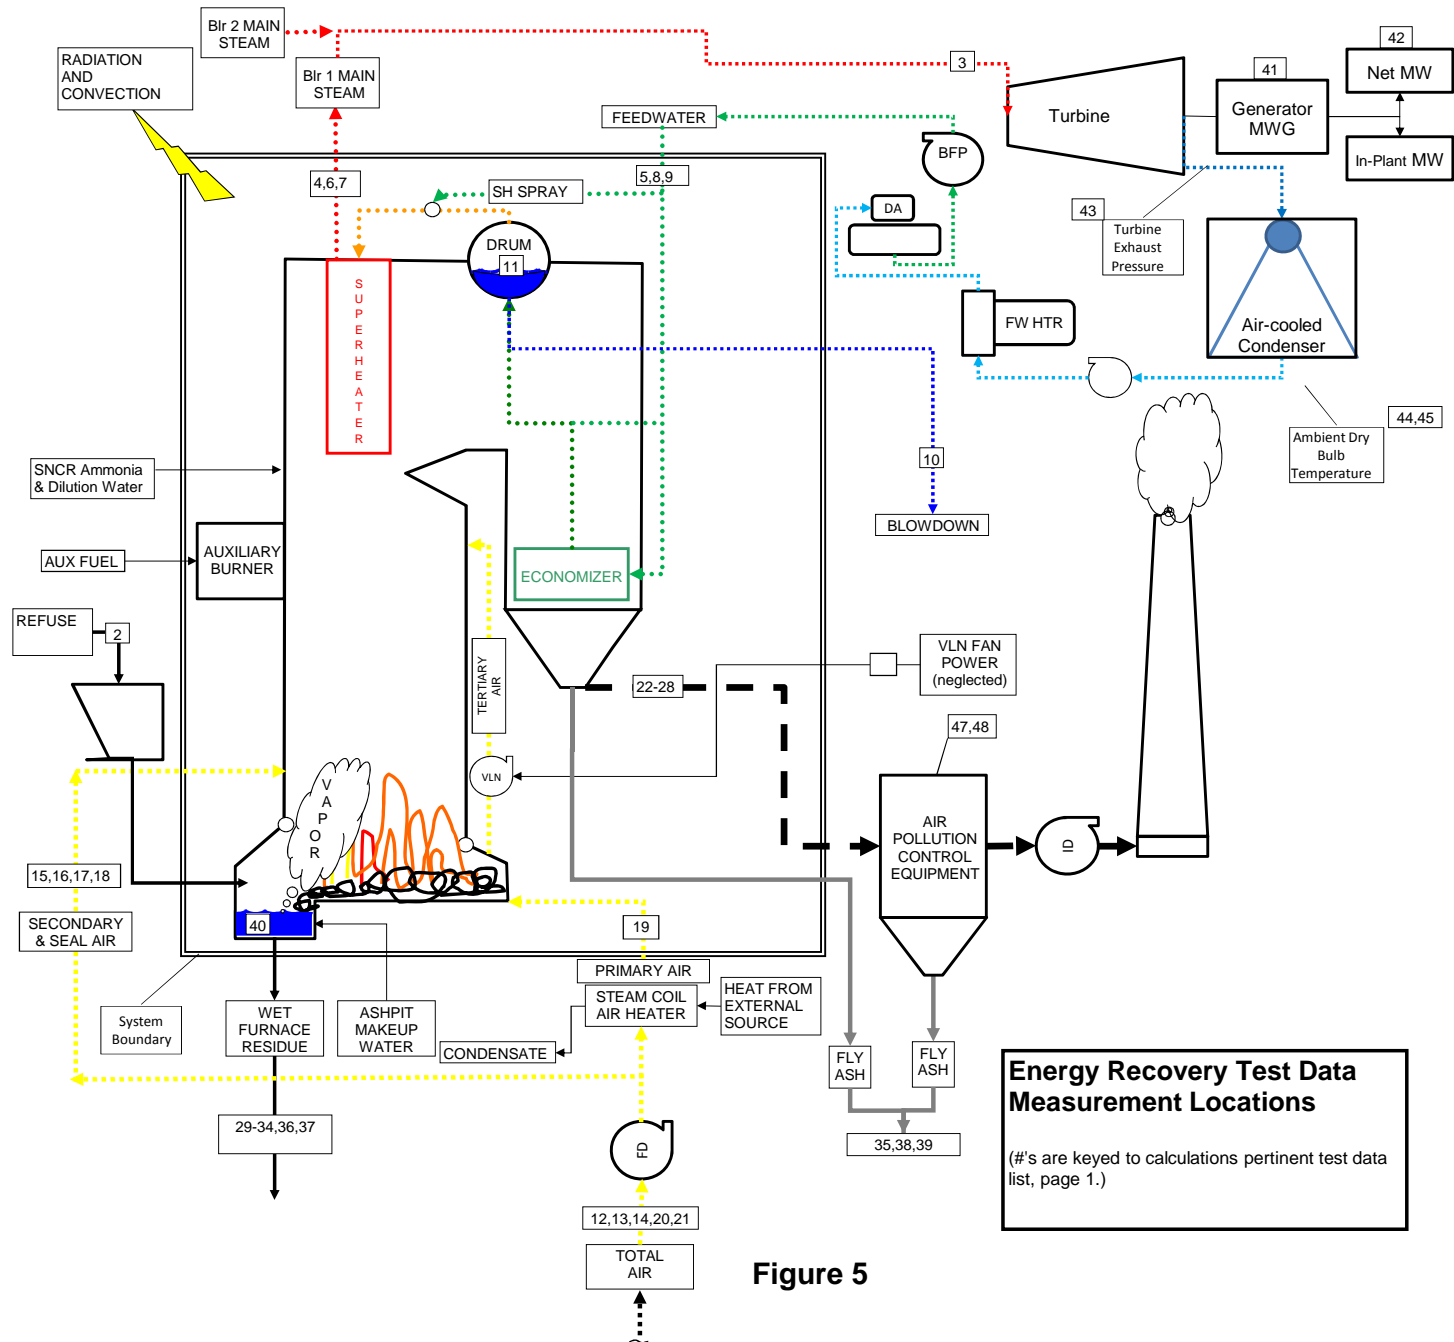 Blr 2 MAIN
STEAM
RADIATION
AND
CONVECTION
Blr 1 MAIN
STEAM
3
42
Net MW
41
Generator
MWG
In-Plant MW
Turbine
FEEDWATER
BFP
4,6,7
SH SPRAY
5,8,9
DA
43
Turbine
Exhaust
Pressure
DRUM
11
SUPERHEATER
FW HTR
Air-cooled
Condenser
44,45
Ambient Dry
Bulb
Temperature
SNCR Ammonia
& Dilution Water
10
BLOWDOWN
AUX FUEL
AUXILIARY
BURNER
ECONOMIZER
REFUSE
2
TERTIARY
AIR
VLN FAN
POWER
(neglected)
22-28
47,48
VLN
VAPOR
AIR
POLLUTION
CONTROL
EQUIPMENT
ID
15,16,17,18
SECONDARY
& SEAL AIR
40
19
PRIMARY AIR
STEAM COIL
AIR HEATER
HEAT FROM
EXTERNAL
SOURCE
System
Boundary
WET
FURNACE
RESIDUE
ASHPIT
MAKEUP
WATER
CONDENSATE
FLY
ASH
FLY
ASH
29-34,36,37
FD
35,38,39
Energy Recovery Test Data
Measurement Locations
(#'s are keyed to calculations pertinent test data
list, page 1.)
12,13,14,20,21
TOTAL
AIR
Figure 5